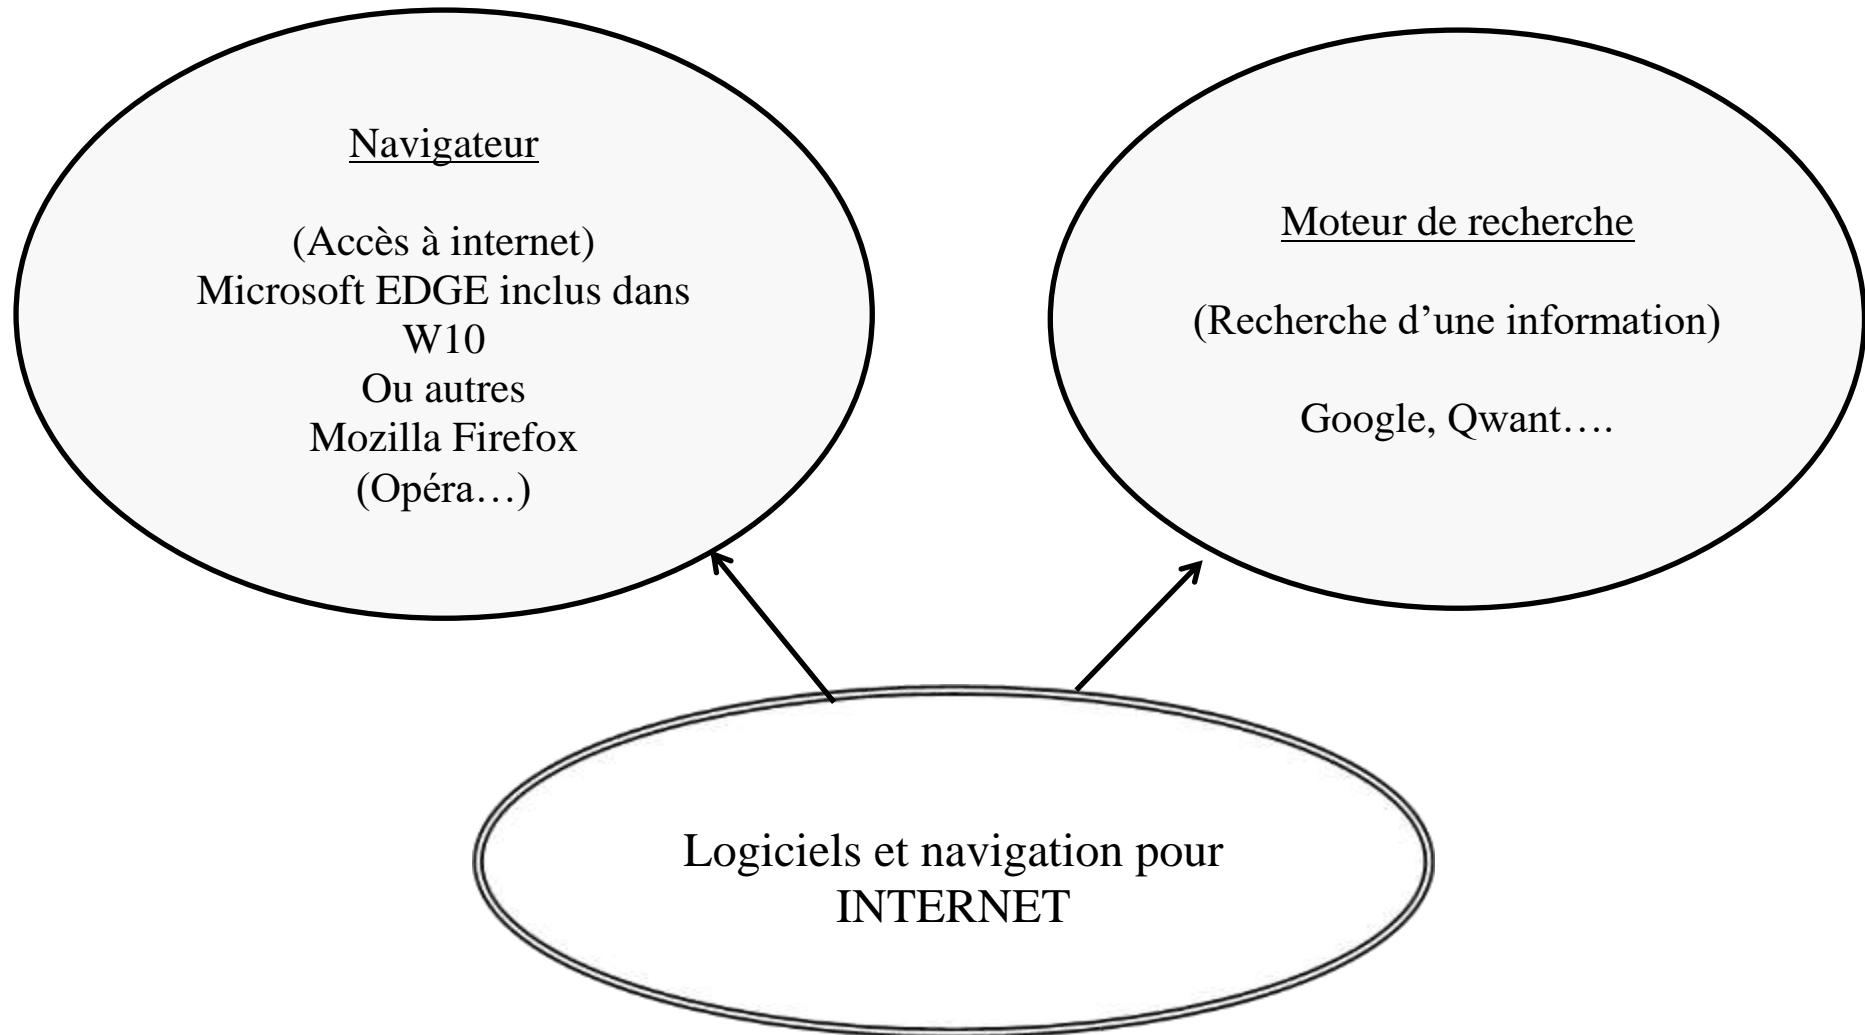 Navigateur
(Accès à internet)
Microsoft EDGE inclus dans
W10
Ou autres
Mozilla Firefox
(Opéra…)
Moteur de recherche
(Recherche d’une information)
Google, Qwant….
Logiciels et navigation pour
INTERNET